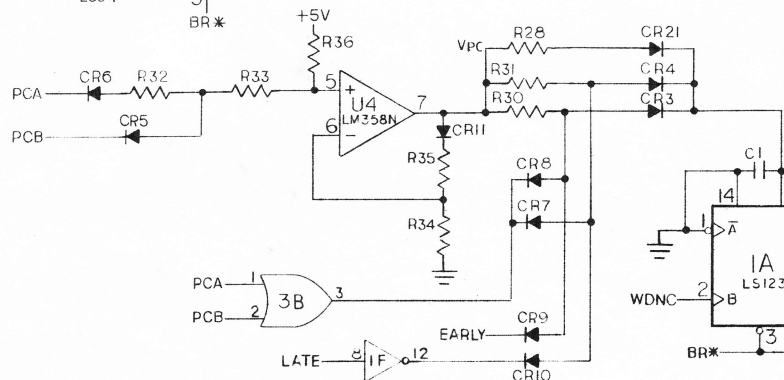 BR*
+5V
R36
VPC
R28
CR21
PCA
CR6
R32
R33
5
+
U4
LM358N
7
R31
CR4
R30
CR3
PCB
CR5
6
−
CR11
R35
CR8
C1
R34
CR7
14
1
A̅
1A
LS123
PCA
1
3B
3
PCB
2
WDNC
2
B
EARLY
CR9
3
BR*
LATE
8
1F
12
CR10